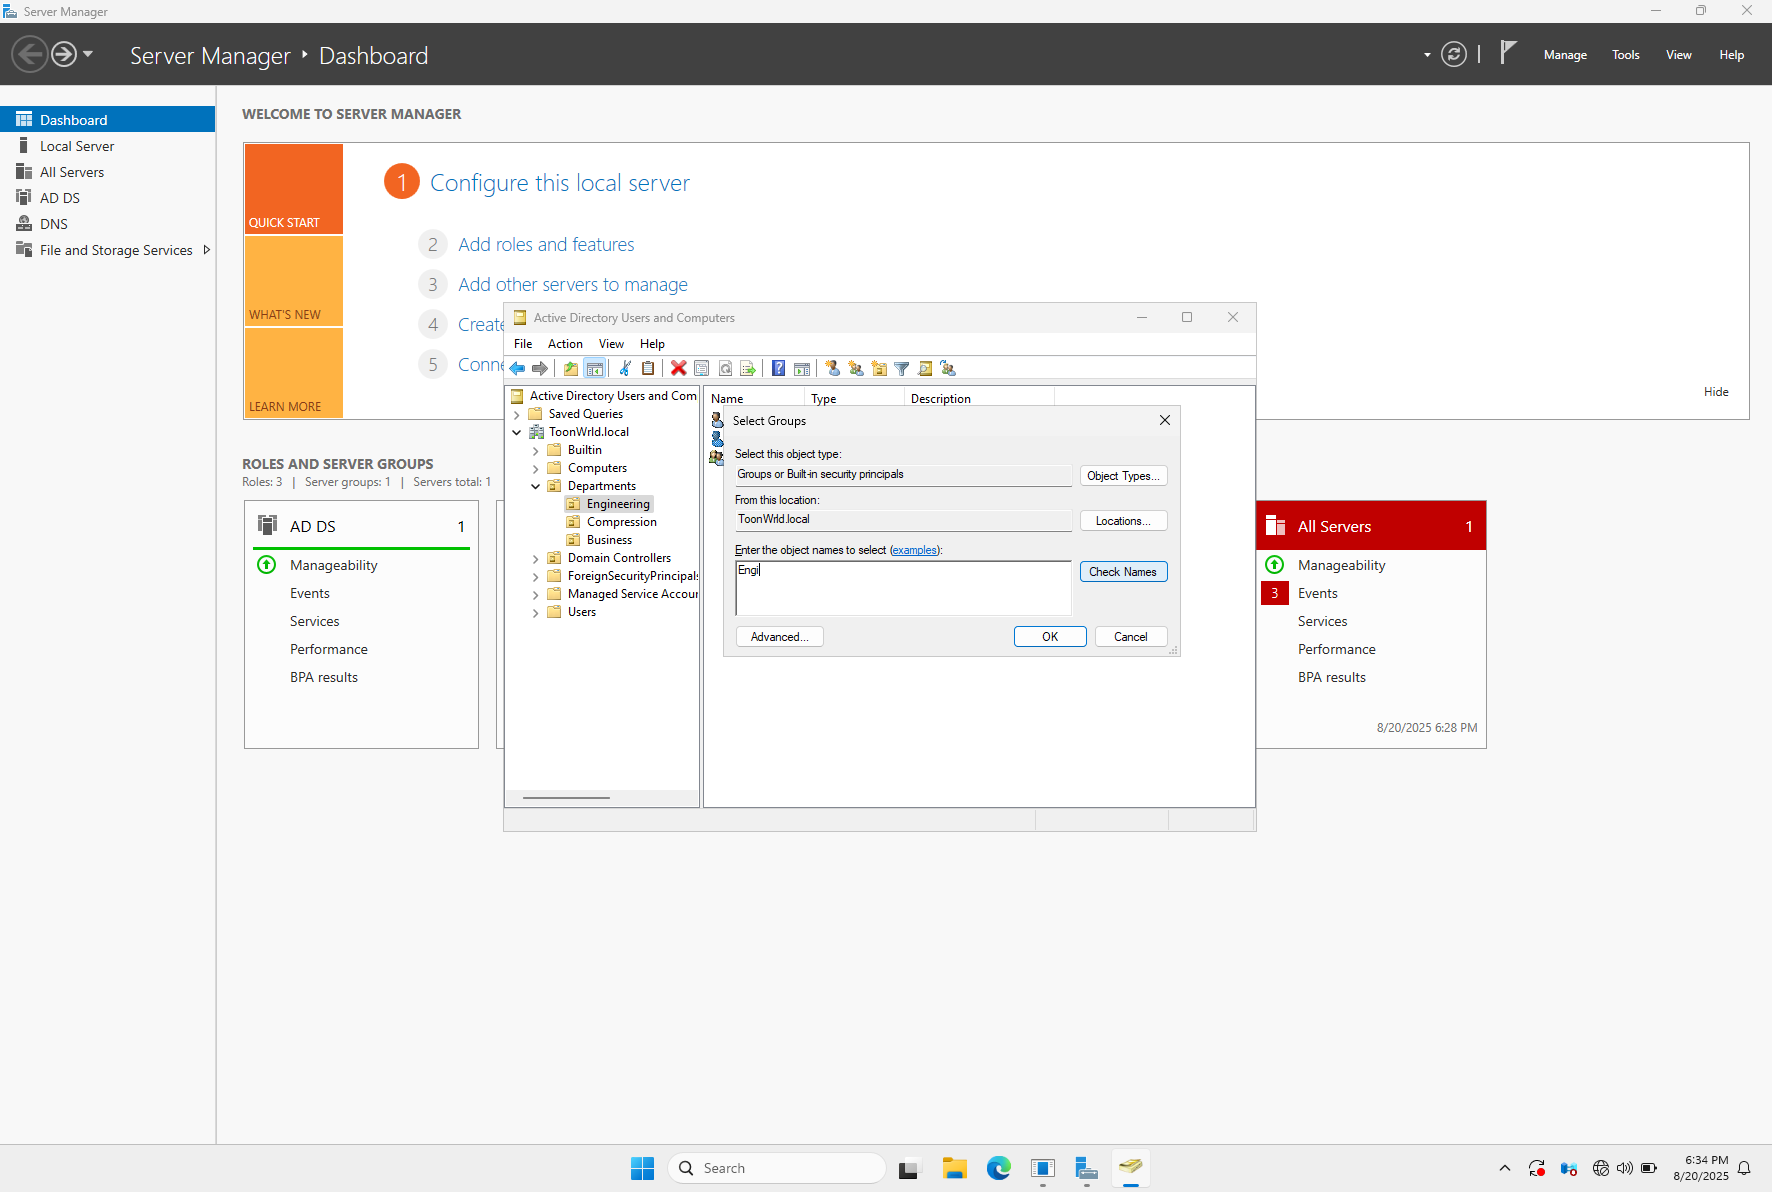 Server Manager
Server Manager ‣ Dashboard
Manage Tools View Help
Dashboard
Local Server
All Servers
AD DS
DNS
File and Storage Services
WELCOME TO SERVER MANAGER
QUICK START
WHAT'S NEW
LEARN MORE
1 Configure this local server
2 Add roles and features
3 Add other servers to manage
4 Create
5 Conne
Hide
ROLES AND SERVER GROUPS
Roles: 3 | Server groups: 1 | Servers total: 1
AD DS 1
Manageability
Events
Services
Performance
BPA results
Active Directory Users and Computers
File Action View Help
Active Directory Users and Com
Saved Queries
ToonWrld.local
Builtin
Computers
Departments
Engineering
Compression
Business
Domain Controllers
ForeignSecurityPrincipals
Managed Service Accour
Users
Name Type Description
Select Groups
Select this object type:
Groups or Built-in security principals
Object Types...
From this location:
ToonWrld.local
Locations...
Enter the object names to select (examples):
Engi
Check Names
Advanced...
OK
Cancel
All Servers 1
Manageability
3 Events
Services
Performance
BPA results
8/20/2025 6:28 PM
Search
6:34 PM
8/20/2025